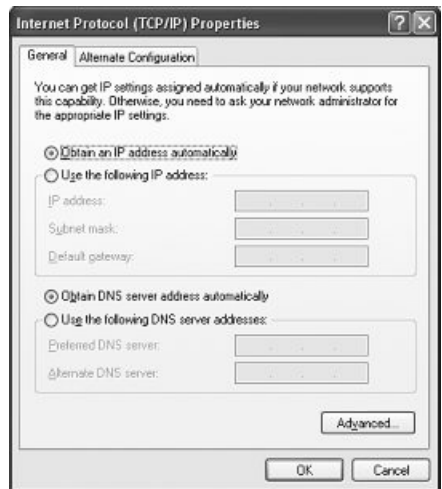 Internet Protocol (TCP/IP) Properties
General
Alternate Configuration
You can get IP settings assigned automatically if your network supports
this capability. Otherwise, you need to ask your network administrator for
the appropriate IP settings.
Obtain an IP address automatically
Use the following IP address:
IP address:
Subnet mask:
Default gateway:
Obtain DNS server address automatically
Use the following DNS server addresses:
Preferred DNS server:
Alternate DNS server:
Advanced...
OK
Cancel